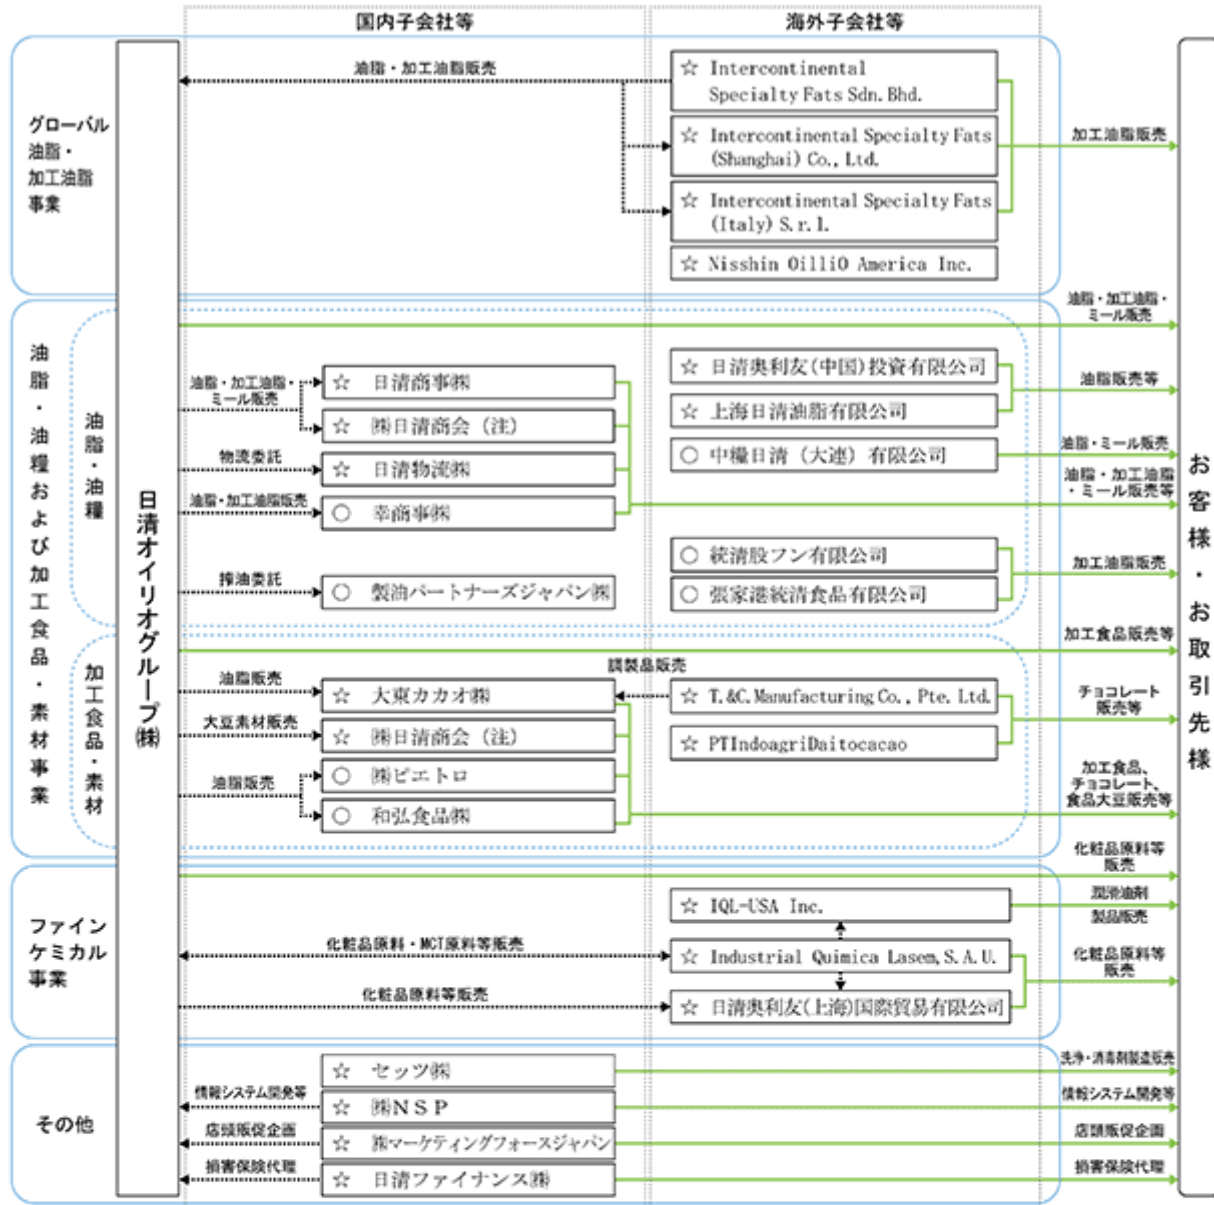 国内子会社等
海外子会社等
グローバル
油脂・
加工油脂
事業
油脂・加工油脂販売
☆ Intercontinental
Specialty Fats Sdn. Bhd.
☆ Intercontinental Specialty Fats
(Shanghai) Co., Ltd.
☆ Intercontinental Specialty Fats
(Italy) S.r.l.
☆ Nisshin OilliO America Inc.
加工油脂販売
日清オイリオグループ㈱
お客様・お取引先様
油脂・油糧および加工食品・素材事業
油脂・油糧
油脂・加工油脂・
ミール販売
油脂・加工油脂・
ミール販売
☆ 日清商事㈱
☆ ㈱日清商会（注）
物流委託
☆ 日清物流㈱
油脂・加工油脂販売
○ 幸商事㈱
搾油委託
○ 製油パートナーズジャパン㈱
☆ 日清奥利友(中国)投資有限公司
☆ 上海日清油脂有限公司
油脂販売等
○ 中糧日清（大連）有限公司
油脂・ミール販売
油脂・加工油脂
・ミール販売等
○ 統清股フン有限公司
○ 張家港統清食品有限公司
加工油脂販売
加工食品・素材
加工食品販売等
調製品販売
油脂販売
☆ 大東カカオ㈱
大豆素材販売
☆ ㈱日清商会（注）
油脂販売
○ ㈱ピエトロ
○ 和弘食品㈱
☆ T.&C.Manufacturing Co., Pte. Ltd.
☆ PTIndoagriDaitocacao
チョコレート
販売等
加工食品、
チョコレート、
食品大豆販売等
ファイン
ケミカル
事業
化粧品原料等
販売
☆ IQL-USA Inc.
潤滑油剤
製品販売
化粧品原料・MCT原料等販売
☆ Industrial Quimica Lasem,S.A.U.
化粧品原料等
販売
化粧品原料等販売
☆ 日清奥利友(上海)国際貿易有限公司
その他
☆ セッツ㈱
洗浄・消毒剤製造販売
情報システム開発等
☆ ㈱ＮＳＰ
情報システム開発等
店頭販促企画
☆ ㈱マーケティングフォースジャパン
店頭販促企画
損害保険代理
☆ 日清ファイナンス㈱
損害保険代理